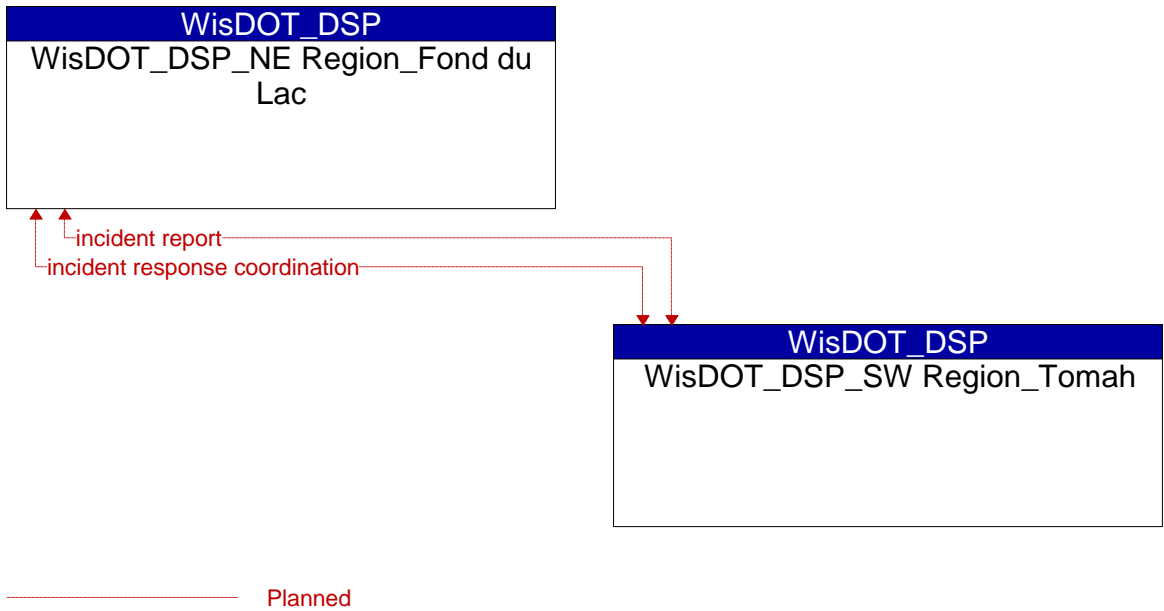 WisDOT_DSP
WisDOT_DSP_NE Region_Fond du
Lac
incident report
incident response coordination
WisDOT_DSP
WisDOT_DSP_SW Region_Tomah
Planned